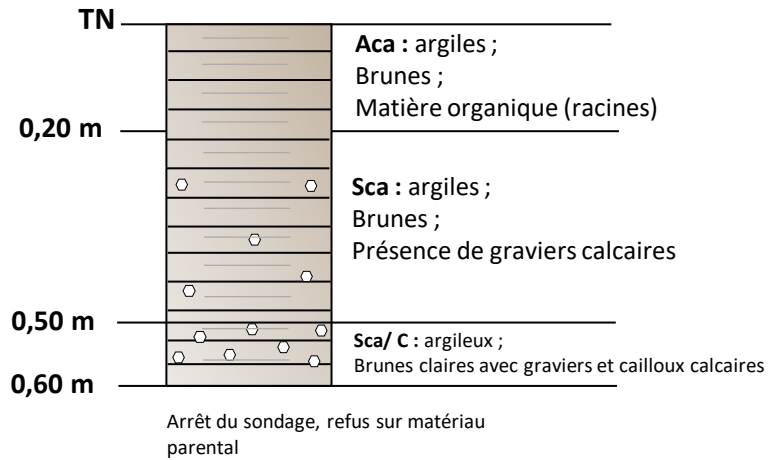 TN
Aca : argiles ;
Brunes ;
Matière organique (racines)
0,20 m
Sca : argiles ;
Brunes ;
Présence de graviers calcaires
0,50 m
Sca/ C : argileux ;
Brunes claires avec graviers et cailloux calcaires
0,60 m
Arrêt du sondage, refus sur matériau
parental